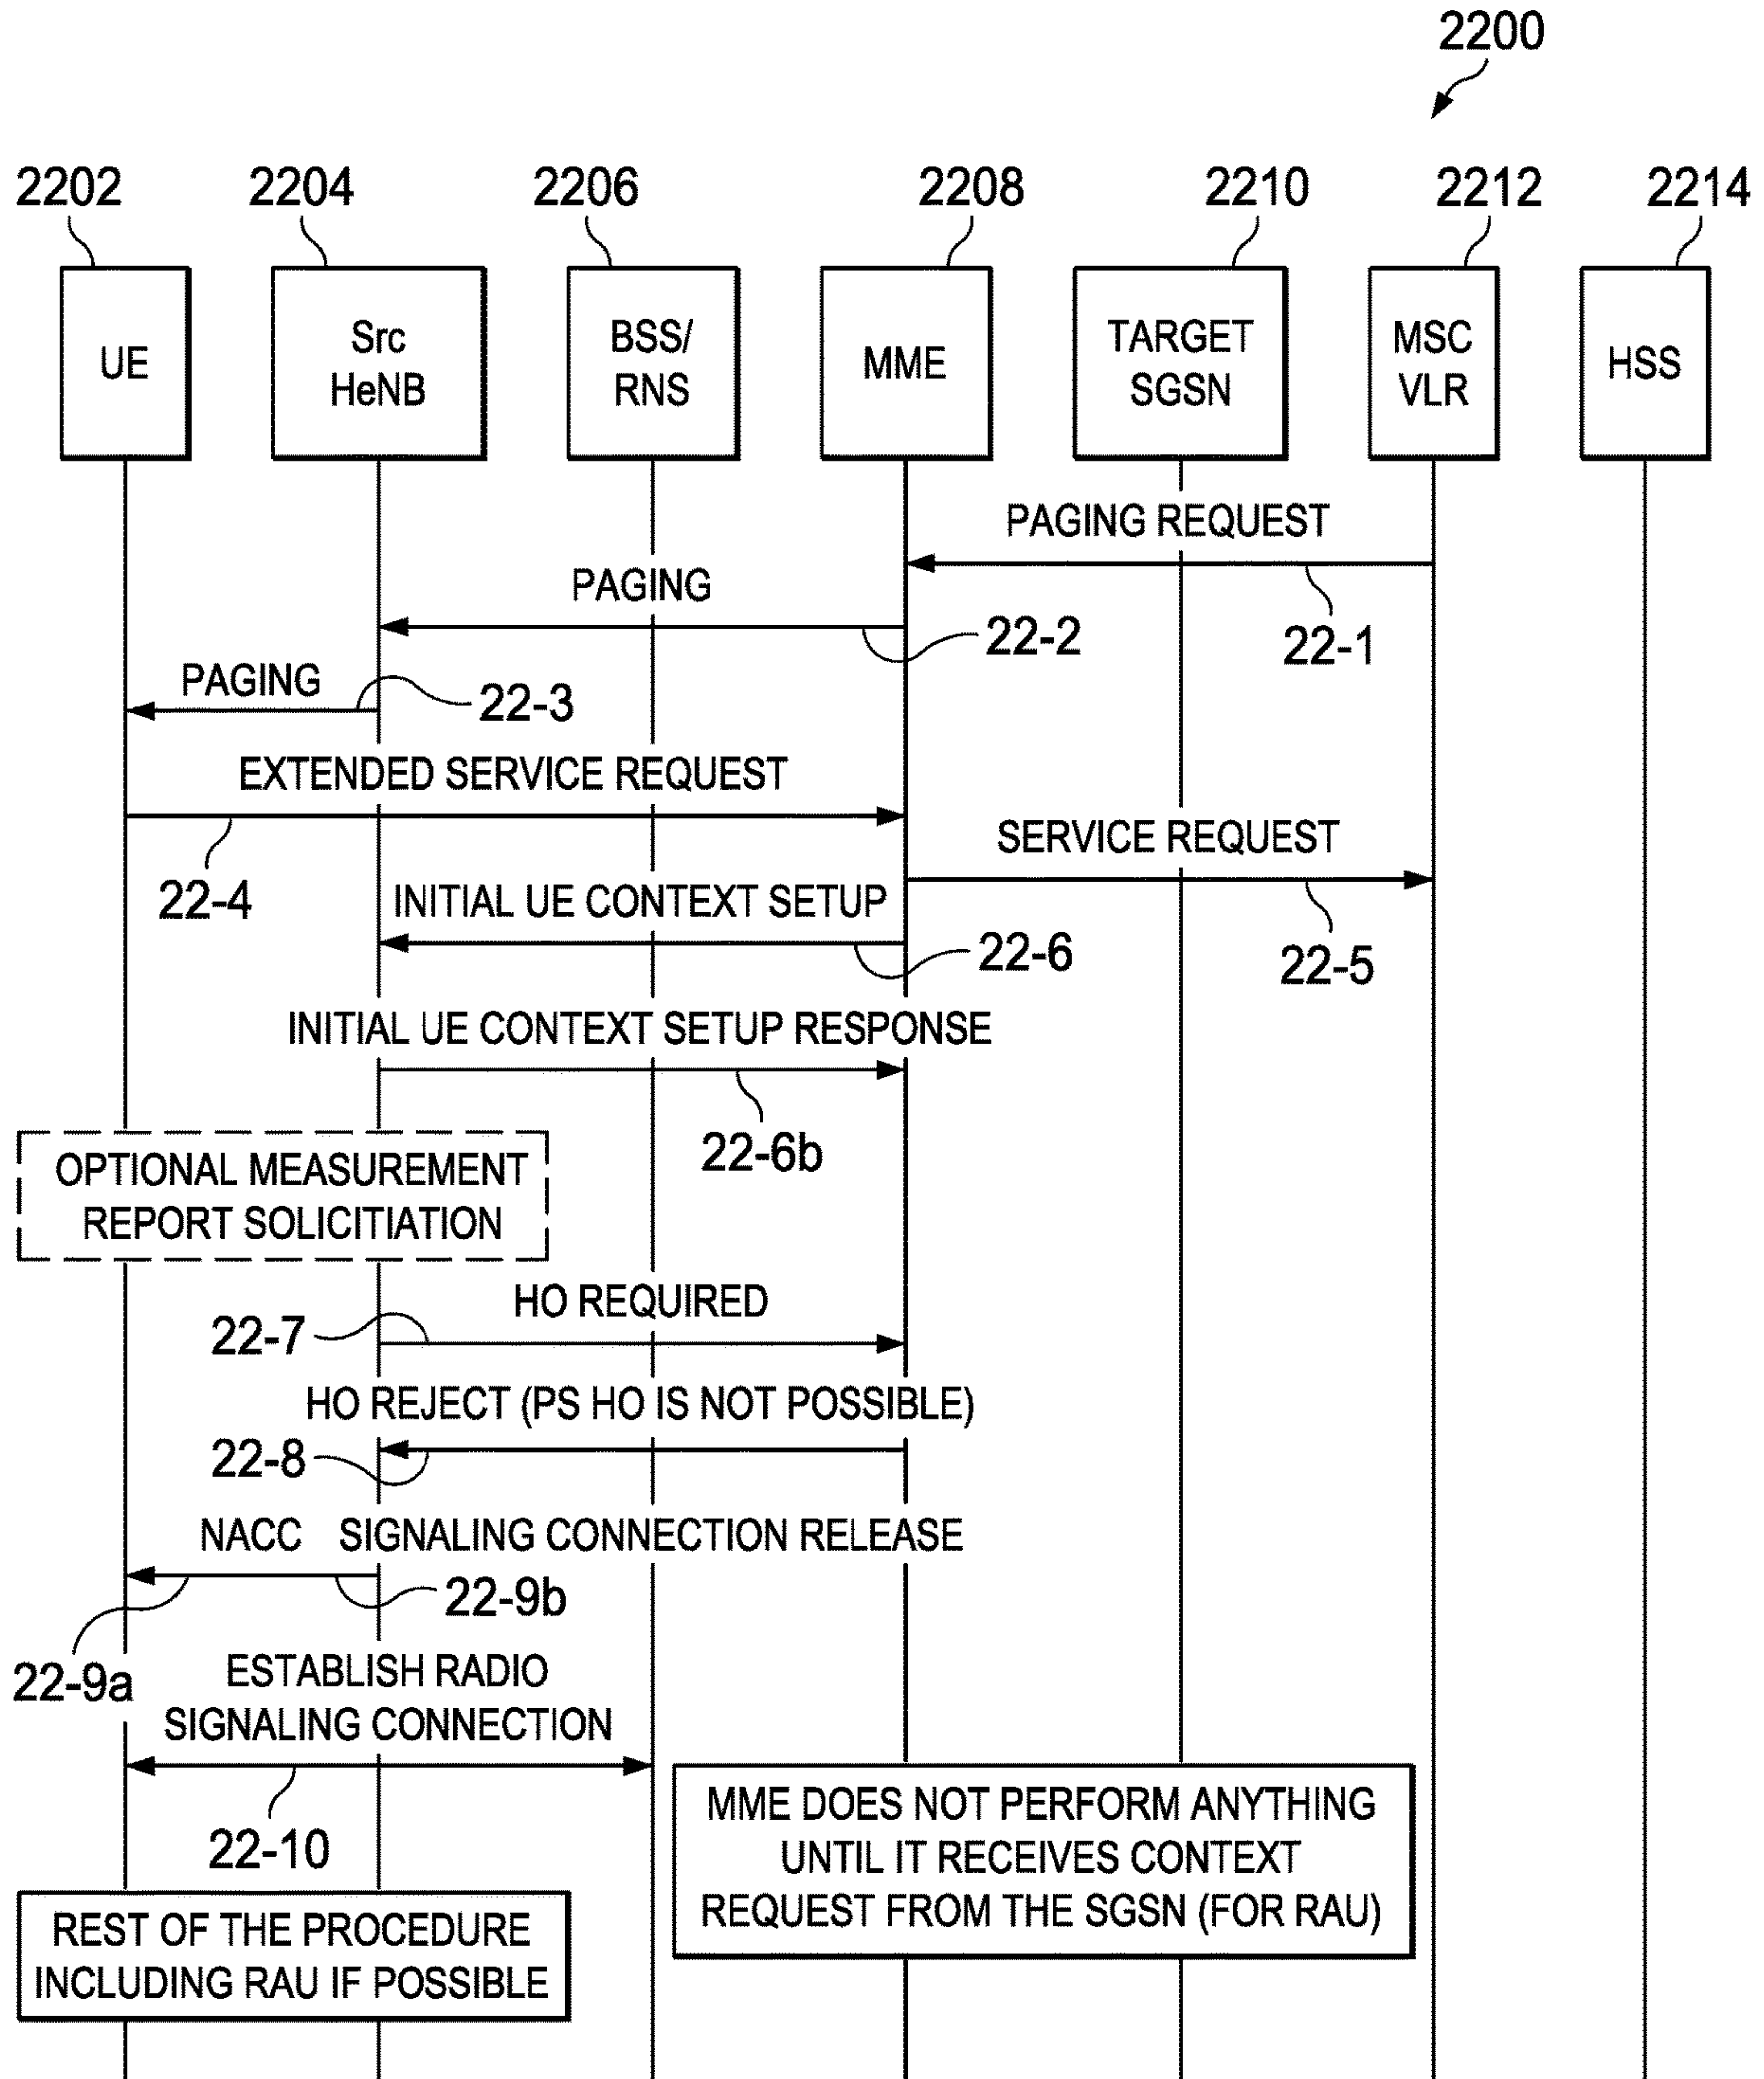 2200
2202
2204
2206
2208
2210
2212
2214
UE
Src
HeNB
BSS/
RNS
MME
TARGET
SGSN
MSC
VLR
HSS
PAGING REQUEST
22-1
PAGING
22-2
PAGING
22-3
EXTENDED SERVICE REQUEST
22-4
SERVICE REQUEST
22-5
INITIAL UE CONTEXT SETUP
22-6
INITIAL UE CONTEXT SETUP RESPONSE
22-6b
OPTIONAL MEASUREMENT
REPORT SOLICITIATION
HO REQUIRED
22-7
HO REJECT (PS HO IS NOT POSSIBLE)
22-8
NACC
SIGNALING CONNECTION RELEASE
22-9b
22-9a
ESTABLISH RADIO
SIGNALING CONNECTION
22-10
MME DOES NOT PERFORM ANYTHING
UNTIL IT RECEIVES CONTEXT
REQUEST FROM THE SGSN (FOR RAU)
REST OF THE PROCEDURE
INCLUDING RAU IF POSSIBLE